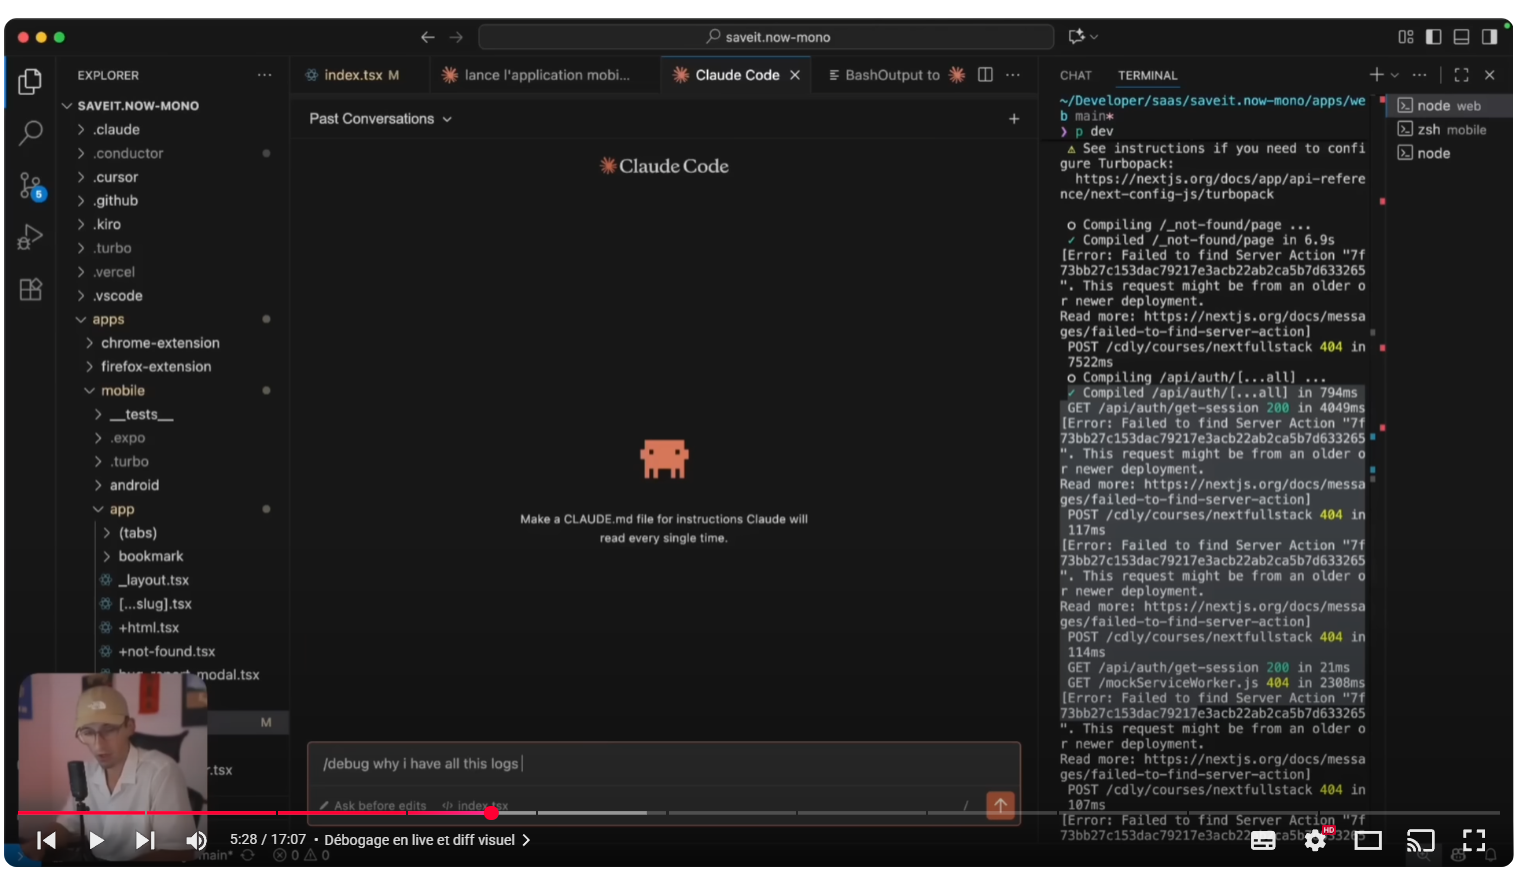 saveit.now-mono
EXPLORER
SAVEIT.NOW-MONO
.claude
.conductor
.cursor
.github
.kiro
.turbo
.vercel
.vscode
apps
chrome-extension
firefox-extension
mobile
__tests__
.expo
.turbo
android
app
(tabs)
bookmark
_layout.tsx
[...slug].tsx
+html.tsx
+not-found.tsx
modal.tsx
M
.tsx
5
index.tsx M
lance l'application mobi...
Claude Code
BashOutput to
Past Conversations
Claude Code
Make a CLAUDE.md file for instructions Claude will
read every single time.
/debug why i have all this logs
Ask before edits
index.tsx
/
CHAT
TERMINAL
~/Developer/saas/saveit.now-mono/apps/we
b main*
❯ p dev
⚠ See instructions if you need to confi
gure Turbopack:
https://nextjs.org/docs/app/api-refere
nce/next-config-js/turbopack
○ Compiling /_not-found/page ...
✓ Compiled /_not-found/page in 6.9s
[Error: Failed to find Server Action "7f
73bb27c153dac79217e3acb22ab2ca5b7d633265
". This request might be from an older o
r newer deployment.
Read more: https://nextjs.org/docs/messa
ges/failed-to-find-server-action]
POST /cdly/courses/nextfullstack 404 in
7522ms
○ Compiling /api/auth/[...all] ...
✓ Compiled /api/auth/[...all] in 794ms
GET /api/auth/get-session 200 in 4049ms
[Error: Failed to find Server Action "7f
73bb27c153dac79217e3acb22ab2ca5b7d633265
". This request might be from an older o
r newer deployment.
Read more: https://nextjs.org/docs/messa
ges/failed-to-find-server-action]
POST /cdly/courses/nextfullstack 404 in
117ms
[Error: Failed to find Server Action "7f
73bb27c153dac79217e3acb22ab2ca5b7d633265
". This request might be from an older o
r newer deployment.
Read more: https://nextjs.org/docs/messa
ges/failed-to-find-server-action]
POST /cdly/courses/nextfullstack 404 in
114ms
GET /api/auth/get-session 200 in 21ms
GET /mockServiceWorker.js 404 in 2308ms
[Error: Failed to find Server Action "7f
73bb27c153dac79217e3acb22ab2ca5b7d633265
". This request might be from an older o
r newer deployment.
Read more: https://nextjs.org/docs/messa
ges/failed-to-find-server-action]
POST /cdly/courses/nextfullstack 404 in
107ms
[Error: Failed to find Server Action "7f
73bb27c153dac79217e3acb22ab2ca5b7d633265
node web
zsh mobile
node
5:28 / 17:07 • Débogage en live et diff visuel
HD
main*
0
0